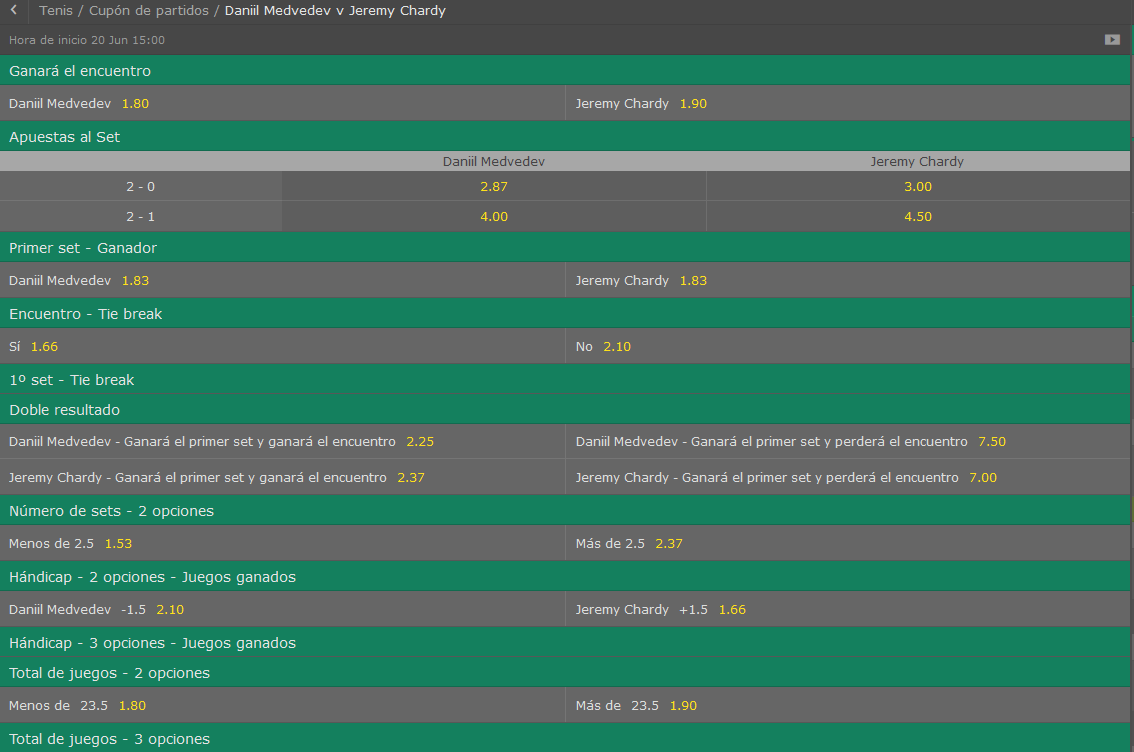 Tenis / Cupón de partidos / Daniil Medvedev v Jeremy Chardy
Hora de inicio 20 Jun 15:00
Ganará el encuentro
Daniil Medvedev 1.80 Jeremy Chardy 1.90
Apuestas al Set
Daniil Medvedev Jeremy Chardy
2 - 0 2.87 3.00
2 - 1 4.00 4.50
Primer set - Ganador
Daniil Medvedev 1.83 Jeremy Chardy 1.83
Encuentro - Tie break
Sí 1.66 No 2.10
1º set - Tie break
Doble resultado
Daniil Medvedev - Ganará el primer set y ganará el encuentro 2.25 Daniil Medvedev - Ganará el primer set y perderá el encuentro 7.50
Jeremy Chardy - Ganará el primer set y ganará el encuentro 2.37 Jeremy Chardy - Ganará el primer set y perderá el encuentro 7.00
Número de sets - 2 opciones
Menos de 2.5 1.53 Más de 2.5 2.37
Hándicap - 2 opciones - Juegos ganados
Daniil Medvedev -1.5 2.10 Jeremy Chardy +1.5 1.66
Hándicap - 3 opciones - Juegos ganados
Total de juegos - 2 opciones
Menos de 23.5 1.80 Más de 23.5 1.90
Total de juegos - 3 opciones